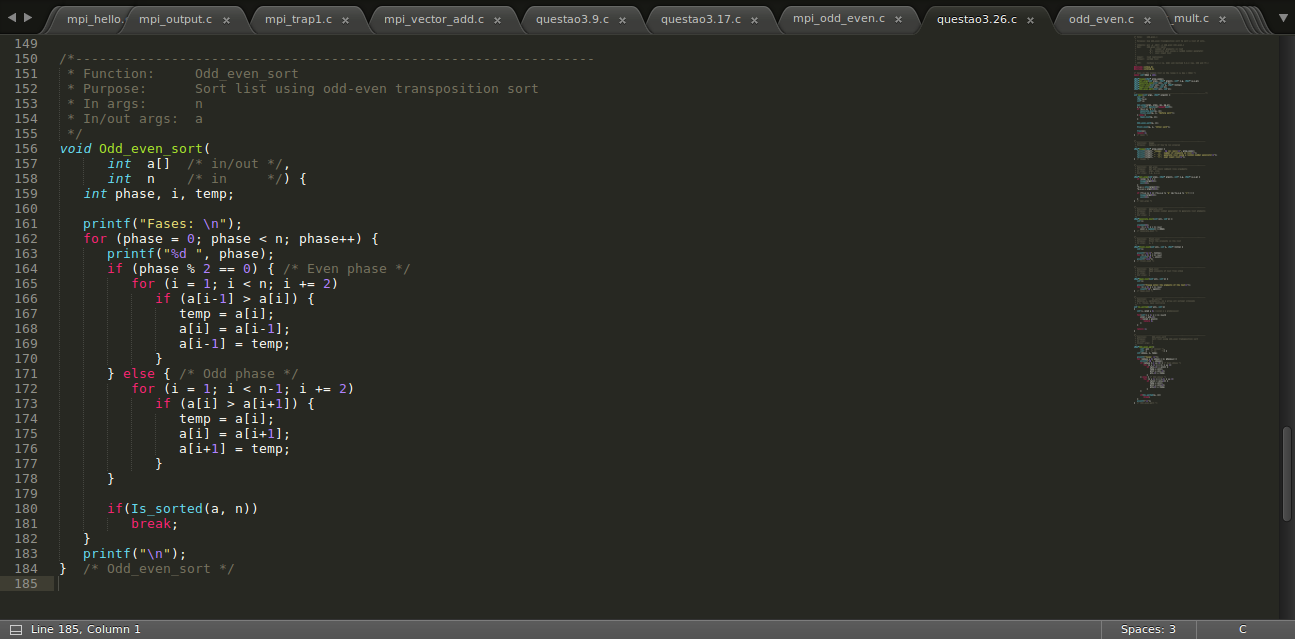 mpi_hello. mpi_output.c × mpi_trap1.c × mpi_vector_add.c × questao3.9.c × questao3.17.c × mpi_odd_even.c × questao3.26.c × odd_even.c × _mult.c ×
149
150 /*-----------------------------------------------------------------
151 * Function: Odd_even_sort
152 * Purpose: Sort list using odd-even transposition sort
153 * In args: n
154 * In/out args: a
155 */
156 void Odd_even_sort(
157 int a[] /* in/out */,
158 int n /* in */) {
159 int phase, i, temp;
160
161 printf("Fases: \n");
162 for (phase = 0; phase < n; phase++) {
163 printf("%d ", phase);
164 if (phase % 2 == 0) { /* Even phase */
165 for (i = 1; i < n; i += 2)
166 if (a[i-1] > a[i]) {
167 temp = a[i];
168 a[i] = a[i-1];
169 a[i-1] = temp;
170 }
171 } else { /* Odd phase */
172 for (i = 1; i < n-1; i += 2)
173 if (a[i] > a[i+1]) {
174 temp = a[i];
175 a[i] = a[i+1];
176 a[i+1] = temp;
177 }
178 }
179
180 if(Is_sorted(a, n))
181 break;
182 }
183 printf("\n");
184 } /* Odd_even_sort */
185
Line 185, Column 1 Spaces: 3 C